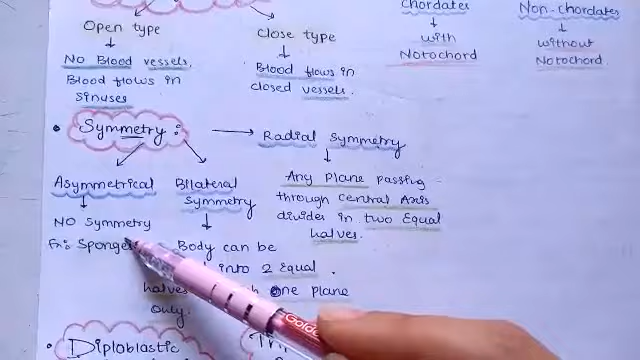 Open type
No Blood vessels.
Blood flows in
sinuses
Close type
Blood flows in
closed vessels.
Chordates
with
Notochord
Non-chordates
without
Notochord.
• Symmetry :
Asymmetrical
No Symmetry
Ex: Sponges
Bilateral
Symmetry
Body can be
into 2 Equal
halves one plane
only.
Radial Symmetry
Any plane passing
through central Axis
divides in two Equal
halves.
• Diploblastic